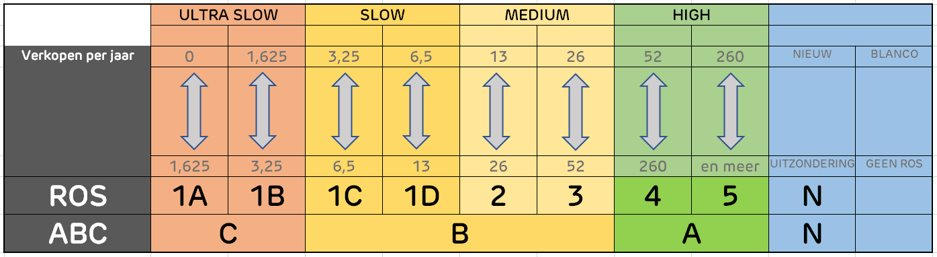 ULTRA SLOW SLOW MEDIUM HIGH
Verkopen per jaar 0 1,625 3,25 6,5 13 26 52 260 NIEUW BLANCO
1,625 3,25 6,5 13 26 52 260 en meer UITZONDERING GEEN ROS
ROS 1A 1B 1C 1D 2 3 4 5 N
ABC C B A N